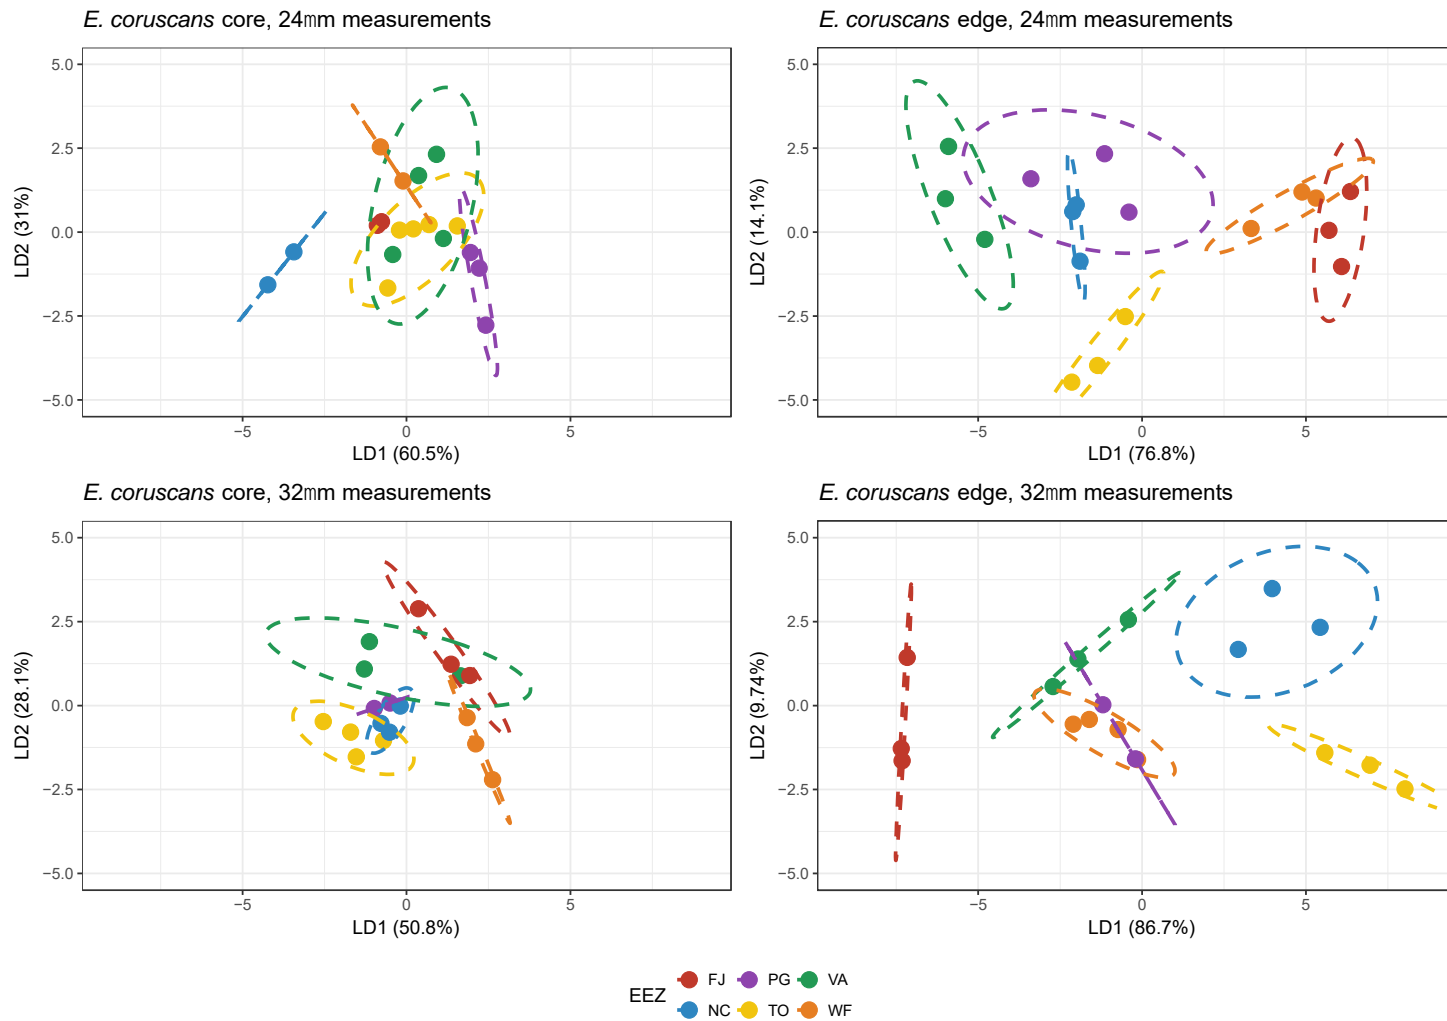 E. coruscans core, 24mm measurements
E. coruscans edge, 24mm measurements
5.0
2.5
0.0
−2.5
−5.0
LD2 (31%)
−5 0 5
LD1 (60.5%)
5.0
2.5
0.0
−2.5
−5.0
LD2 (14.1%)
−5 0 5
LD1 (76.8%)
E. coruscans core, 32mm measurements
E. coruscans edge, 32mm measurements
5.0
2.5
0.0
−2.5
−5.0
LD2 (28.1%)
−5 0 5
LD1 (50.8%)
5.0
2.5
0.0
−2.5
−5.0
LD2 (9.74%)
−5 0 5
LD1 (86.7%)
EEZ
FJ PG VA
NC TO WF